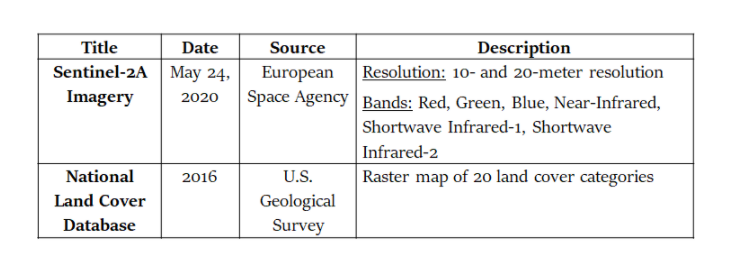 Title Date Source Description
Sentinel-2A May 24, European Resolution: 10- and 20-meter resolution
Imagery 2020 Space Agency Bands: Red, Green, Blue, Near-Infrared,
Shortwave Infrared-1, Shortwave
Infrared-2
National 2016 U.S. Raster map of 20 land cover categories
Land Cover Geological
Database Survey